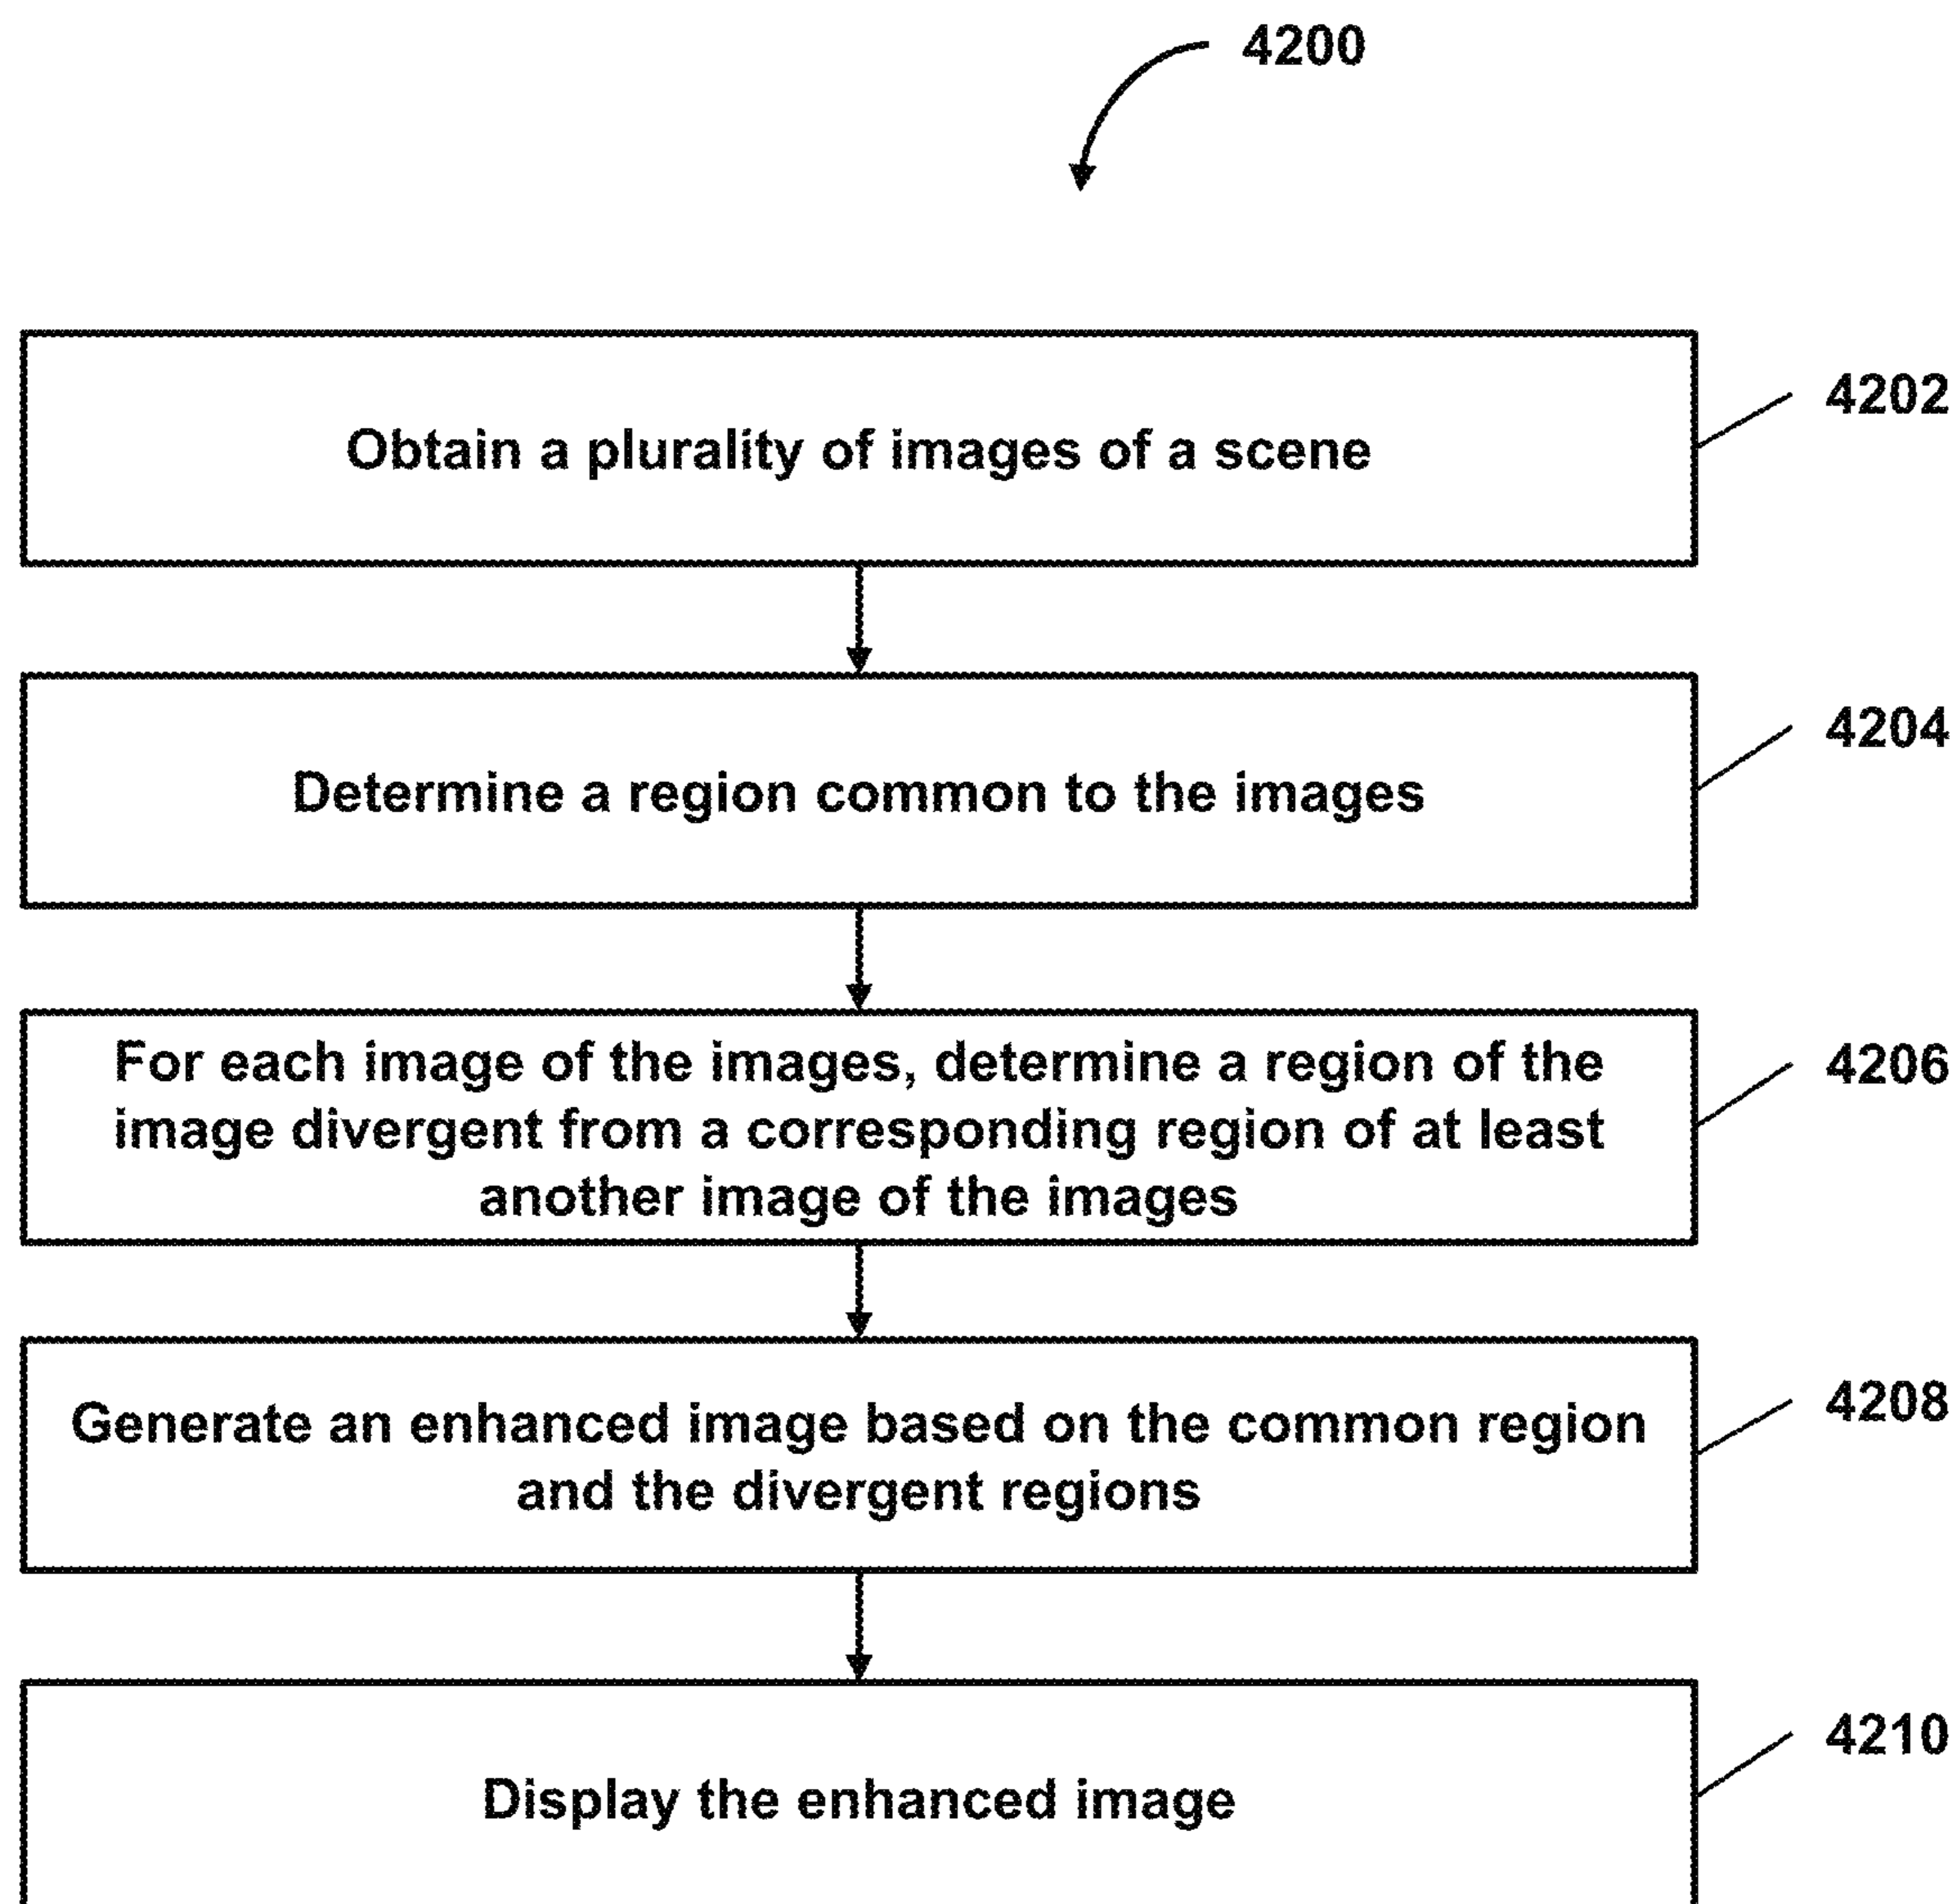 4200
Obtain a plurality of images of a scene
4202
Determine a region common to the images
4204
For each image of the images, determine a region of the
image divergent from a corresponding region of at least
another image of the images
4206
Generate an enhanced image based on the common region
and the divergent regions
4208
Display the enhanced image
4210